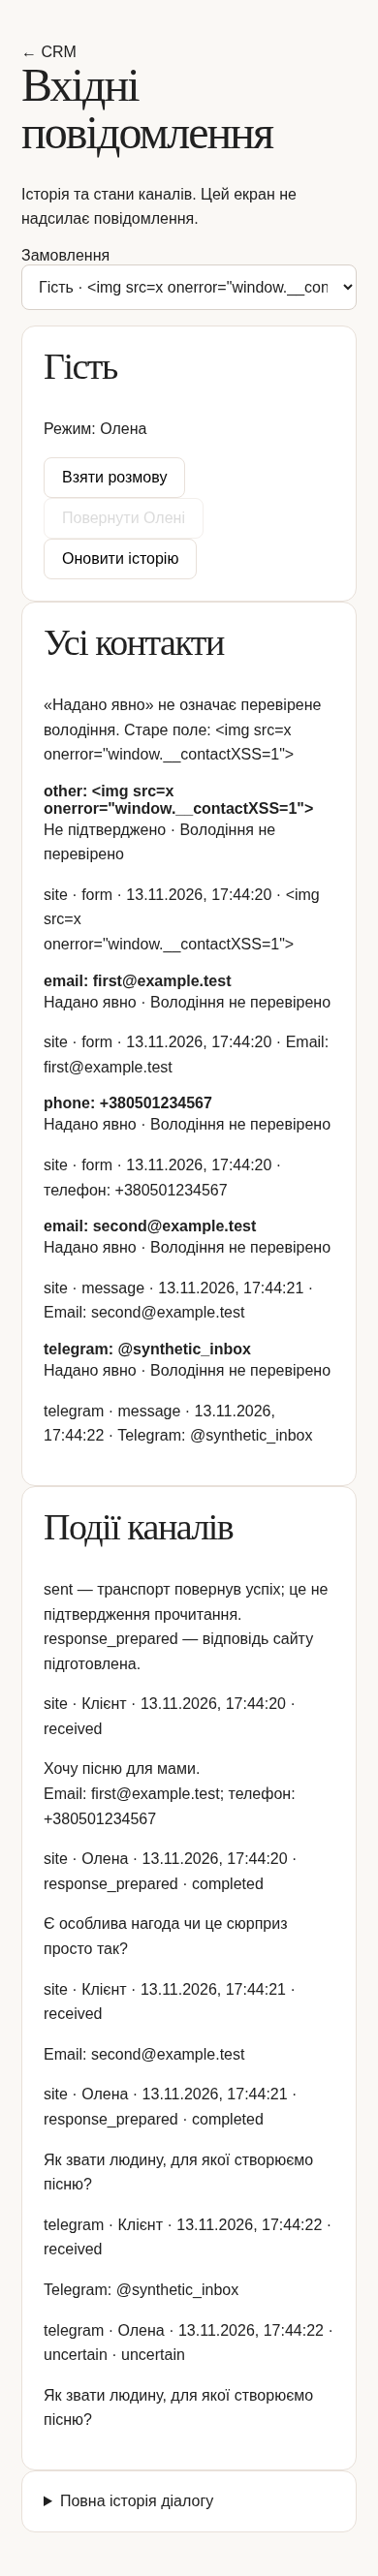 ← CRM
Вхідні
повідомлення
Історія та стани каналів. Цей екран не
надсилає повідомлення.
Замовлення
Гість · <img src=x onerror="window.__con
Гість
Режим: Олена
Взяти розмову
Повернути Олені
Оновити історію
Усі контакти
«Надано явно» не означає перевірене
володіння. Старе поле: <img src=x
onerror="window.__contactXSS=1">
other: <img src=x
onerror="window.__contactXSS=1">
Не підтверджено · Володіння не
перевірено
site · form · 13.11.2026, 17:44:20 · <img
src=x
onerror="window.__contactXSS=1">
email: first@example.test
Надано явно · Володіння не перевірено
site · form · 13.11.2026, 17:44:20 · Email:
first@example.test
phone: +380501234567
Надано явно · Володіння не перевірено
site · form · 13.11.2026, 17:44:20 ·
телефон: +380501234567
email: second@example.test
Надано явно · Володіння не перевірено
site · message · 13.11.2026, 17:44:21 ·
Email: second@example.test
telegram: @synthetic_inbox
Надано явно · Володіння не перевірено
telegram · message · 13.11.2026,
17:44:22 · Telegram: @synthetic_inbox
Події каналів
sent — транспорт повернув успіх; це не
підтвердження прочитання.
response_prepared — відповідь сайту
підготовлена.
site · Клієнт · 13.11.2026, 17:44:20 ·
received
Хочу пісню для мами.
Email: first@example.test; телефон:
+380501234567
site · Олена · 13.11.2026, 17:44:20 ·
response_prepared · completed
Є особлива нагода чи це сюрприз
просто так?
site · Клієнт · 13.11.2026, 17:44:21 ·
received
Email: second@example.test
site · Олена · 13.11.2026, 17:44:21 ·
response_prepared · completed
Як звати людину, для якої створюємо
пісню?
telegram · Клієнт · 13.11.2026, 17:44:22 ·
received
Telegram: @synthetic_inbox
telegram · Олена · 13.11.2026, 17:44:22 ·
uncertain · uncertain
Як звати людину, для якої створюємо
пісню?
Повна історія діалогу